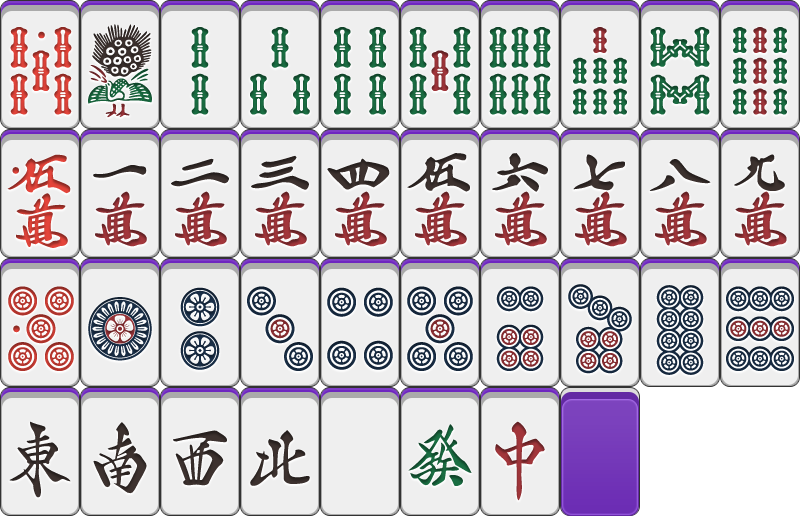 伍 一 二 三 四 伍 六 七 八 九
萬 萬 萬 萬 萬 萬 萬 萬 萬 萬
東 南 西 北 發 中